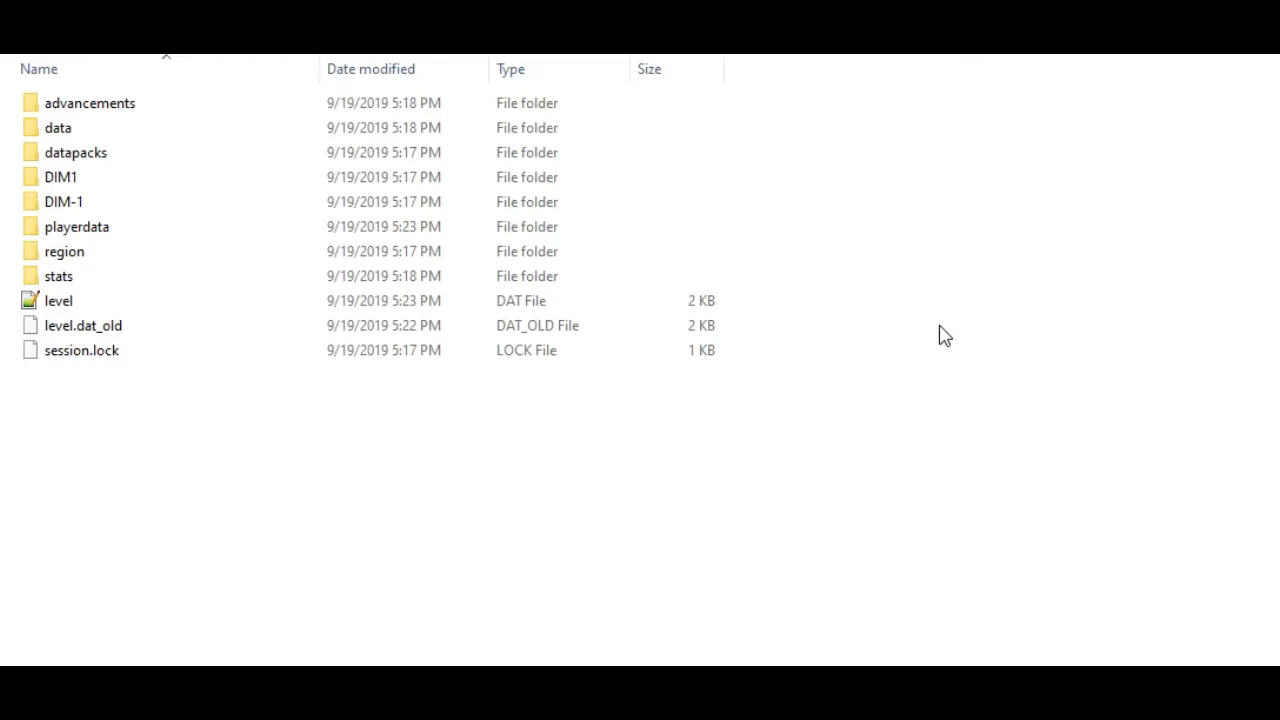 Name Date modified Type Size
advancements 9/19/2019 5:18 PM File folder
data 9/19/2019 5:18 PM File folder
datapacks 9/19/2019 5:17 PM File folder
DIM1 9/19/2019 5:17 PM File folder
DIM-1 9/19/2019 5:17 PM File folder
playerdata 9/19/2019 5:23 PM File folder
region 9/19/2019 5:17 PM File folder
stats 9/19/2019 5:18 PM File folder
level 9/19/2019 5:23 PM DAT File 2 KB
level.dat_old 9/19/2019 5:22 PM DAT_OLD File 2 KB
session.lock 9/19/2019 5:17 PM LOCK File 1 KB